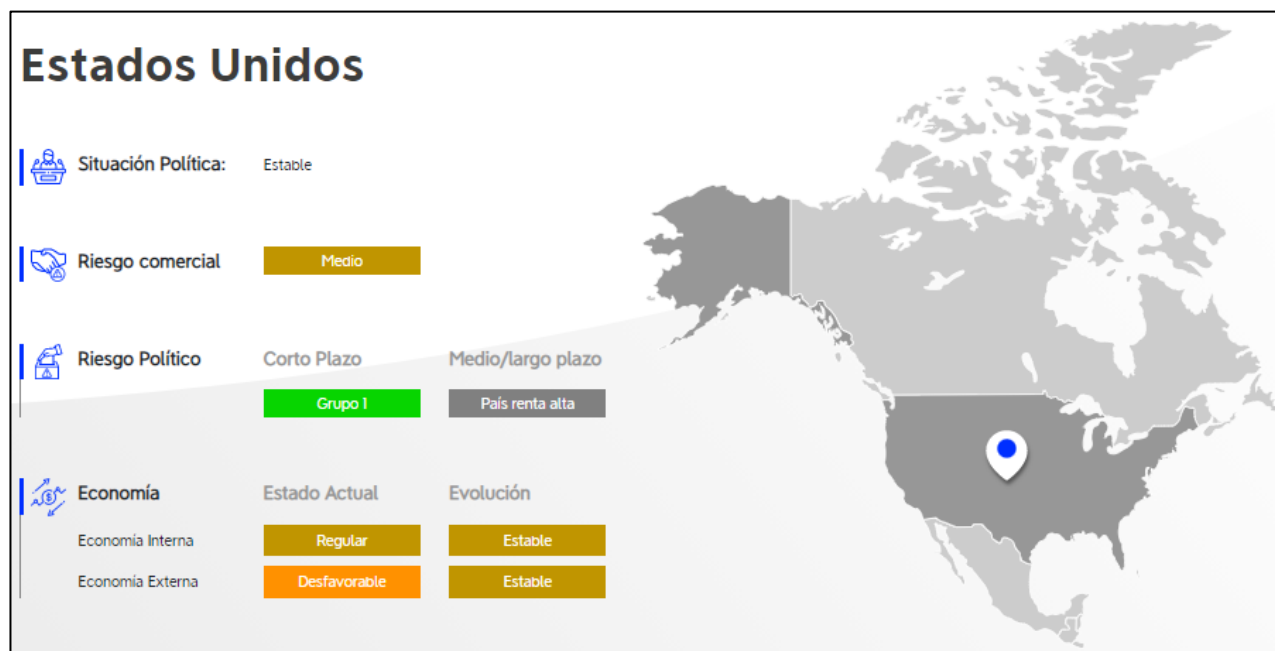 Estados Unidos
Situación Política: Estable
Riesgo comercial Medio
Riesgo Político Corto Plazo Medio/largo plazo
Grupo 1 País renta alta
Economía Estado Actual Evolución
Economía Interna Regular Estable
Economía Externa Desfavorable Estable